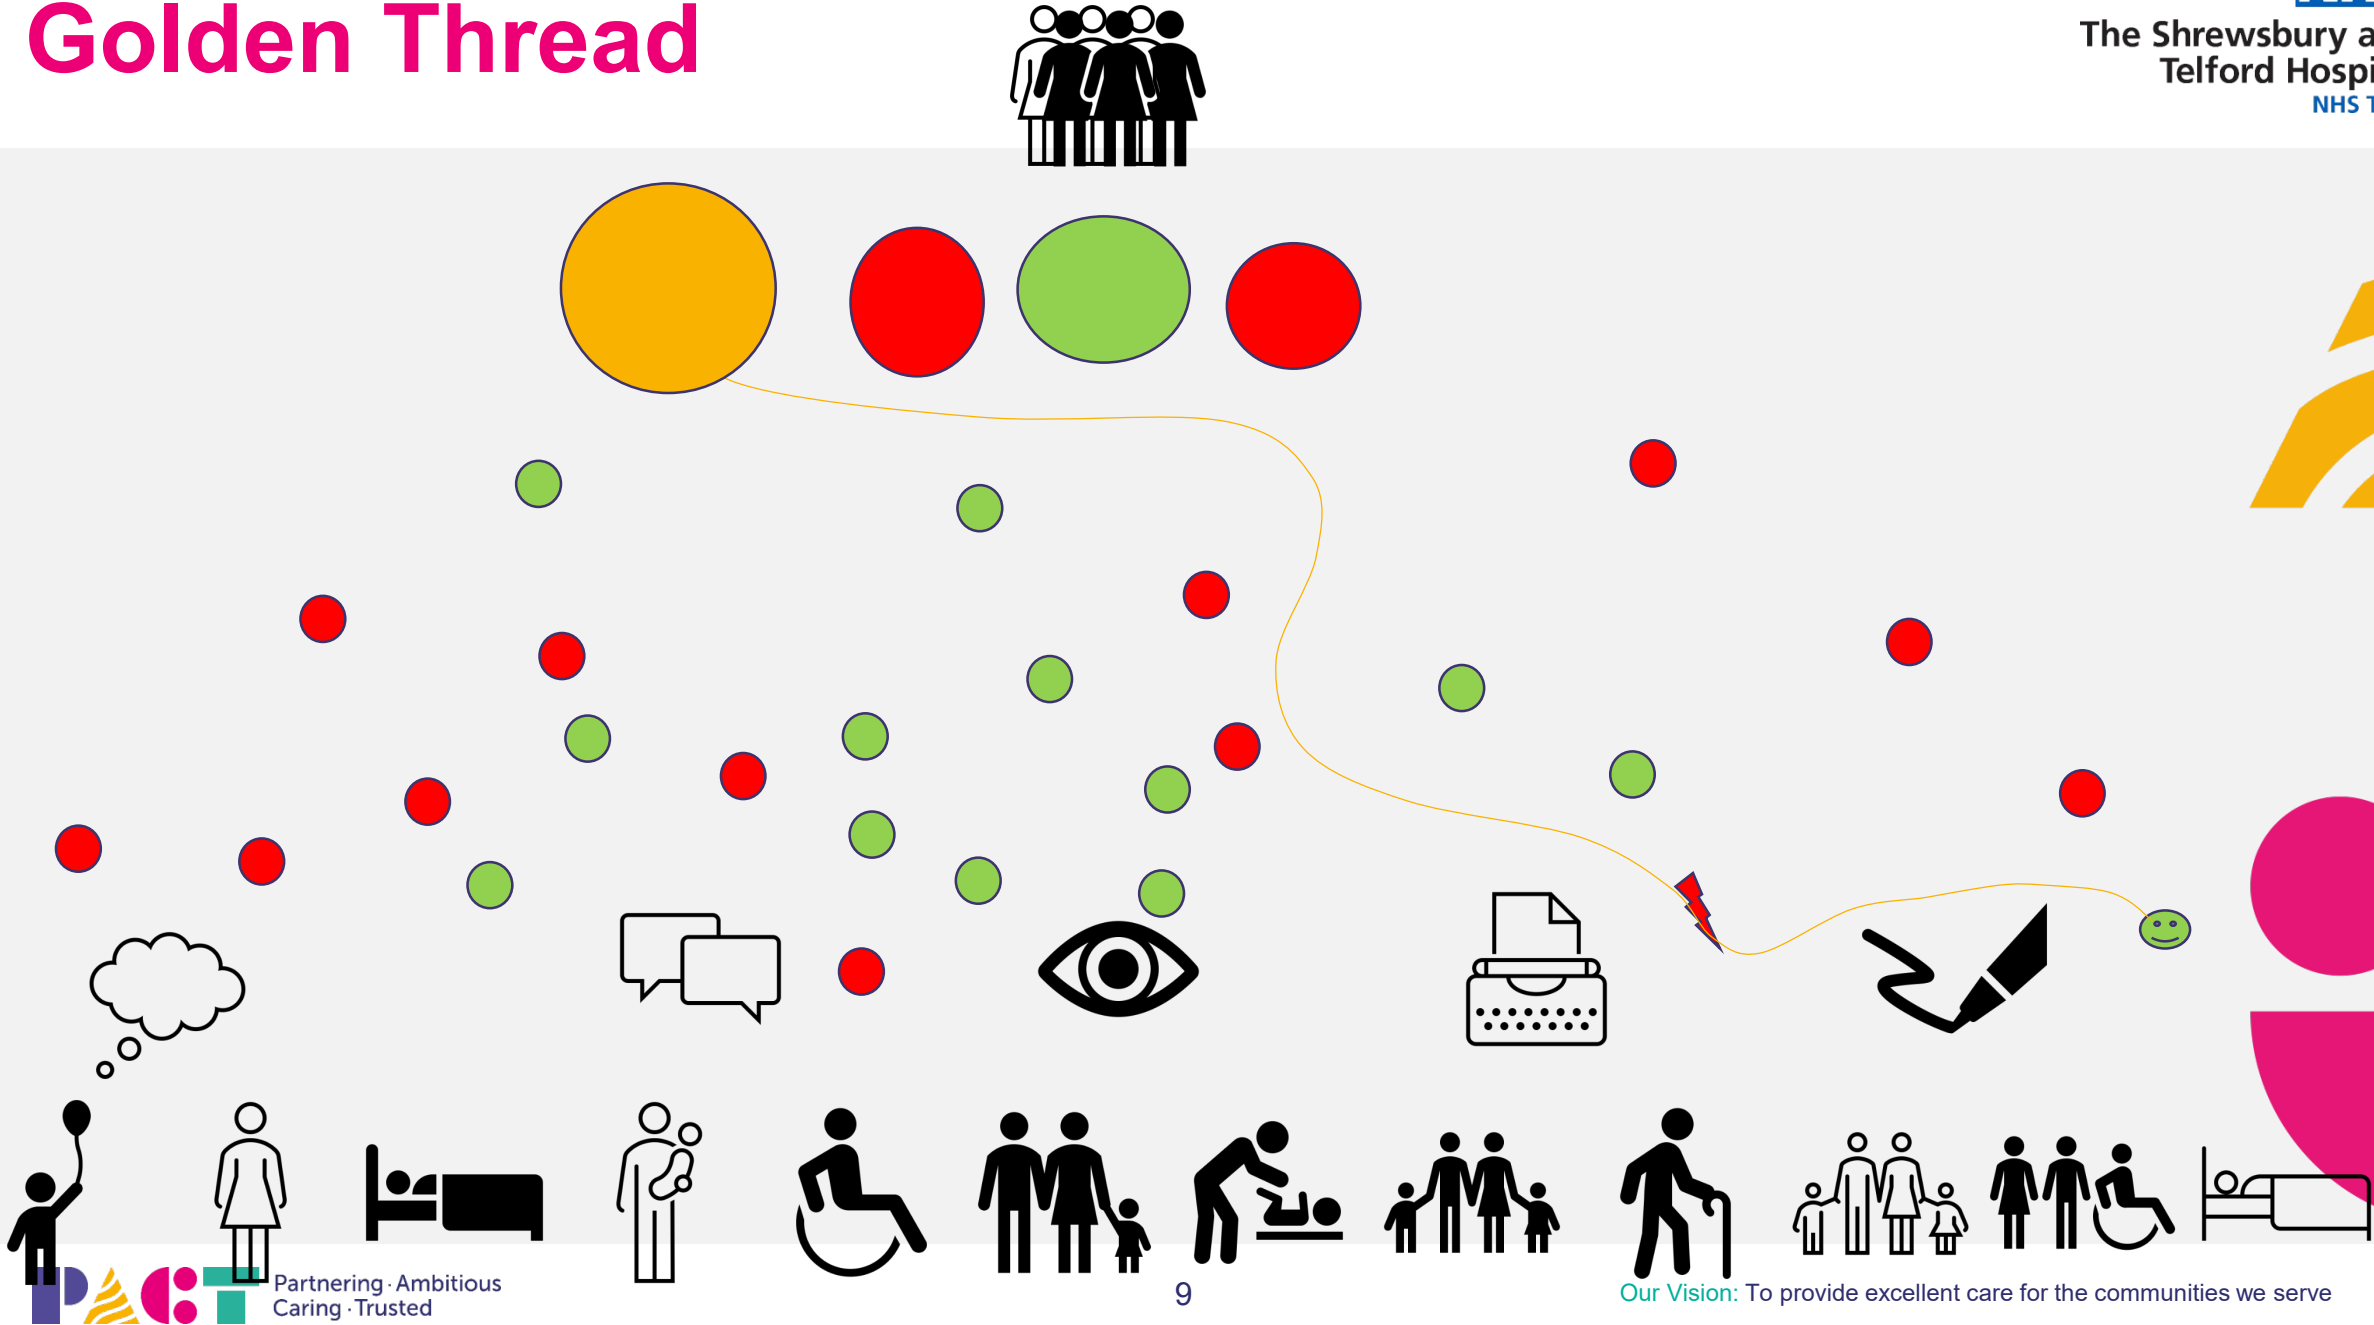 Golden Thread
The Shrewsbury a
Telford Hospi
NHS T
PACT
Partnering · Ambitious
Caring · Trusted
9
Our Vision: To provide excellent care for the communities we serve